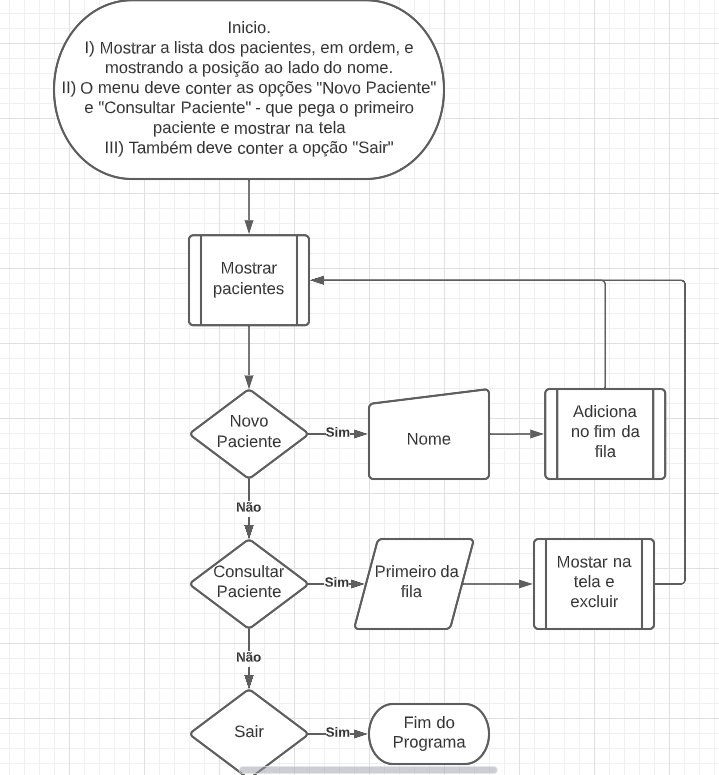 Inicio.
I) Mostrar a lista dos pacientes, em ordem, e
mostrando a posição ao lado do nome.
II) O menu deve conter as opções "Novo Paciente"
e "Consultar Paciente" - que pega o primeiro
paciente e mostrar na tela
III) Também deve conter a opção "Sair"
Mostrar
pacientes
Novo
Paciente
Sim
Nome
Adiciona
no fim da
fila
Não
Consultar
Paciente
Sim
Primeiro da
fila
Mostar na
tela e
excluir
Não
Sair
Sim
Fim do
Programa